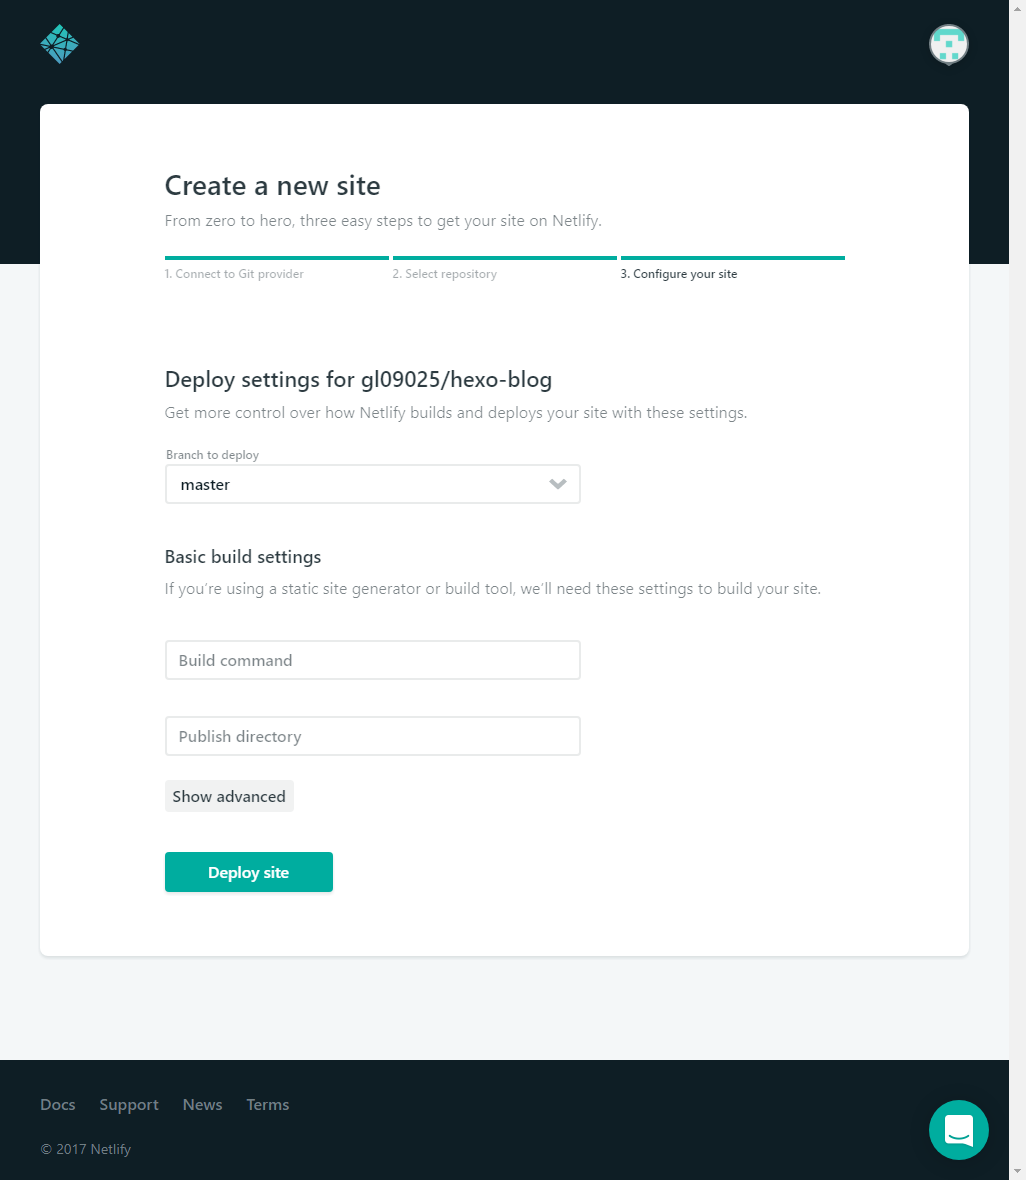 Create a new site
From zero to hero, three easy steps to get your site on Netlify.
1. Connect to Git provider
2. Select repository
3. Configure your site
Deploy settings for gl09025/hexo-blog
Get more control over how Netlify builds and deploys your site with these settings.
Branch to deploy
master
Basic build settings
If you’re using a static site generator or build tool, we’ll need these settings to build your site.
Build command
Publish directory
Show advanced
Deploy site
Docs Support News Terms
© 2017 Netlify